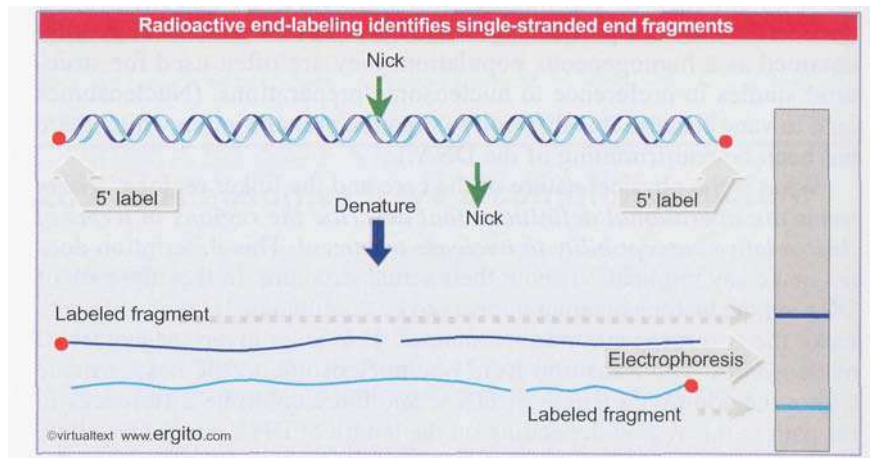 Radioactive end-labeling identifies single-stranded end fragments
Nick
5' label
Denature
Nick
5' label
Labeled fragment
Electrophoresis
Labeled fragment
©virtualtext www.ergito.com